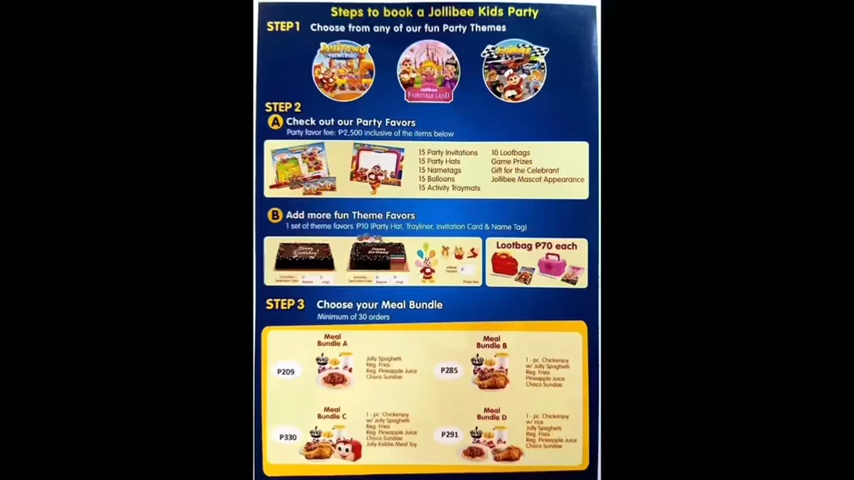 Steps to book a Jollibee Kids Party
STEP 1 Choose from any of our fun Party Themes
Jollitown
Jollibee
FAIRYTALE LAND
STEP 2
A Check out our Party Favors
Party favor fee: P2,500 inclusive of the items below
15 Party Invitations
15 Party Hats
15 Nametags
15 Balloons
15 Activity Traymats
10 Lootbags
Game Prizes
Gift for the Celebrant
Jollibee Mascot Appearance
B Add more fun Theme Favors
1 set of theme favors P10 (Party Hat, Trayliner, Invitation Card & Name Tag)
Happy
Birthday!
Lootbag P70 each
STEP 3 Choose your Meal Bundle
Minimum of 30 orders
Meal
Bundle A
P209
Jolly Spaghetti
Reg. Fries
Reg. Pineapple Juice
Choco Sundae
Meal
Bundle B
P285
1 - pc. Chickenjoy
w/ Jolly Spaghetti
Reg. Fries
Pineapple Juice
Choco Sundae
Meal
Bundle C
P330
1 - pc. Chickenjoy
w/ Jolly Spaghetti
Reg. Fries
Reg. Pineapple Juice
Choco Sundae
Jolly Kiddie Meal Toy
Meal
Bundle D
P291
1 - pc. Chickenjoy
w/ rice
Jolly Spaghetti
Reg. Fries
Reg. Pineapple Juice
Choco Sundae